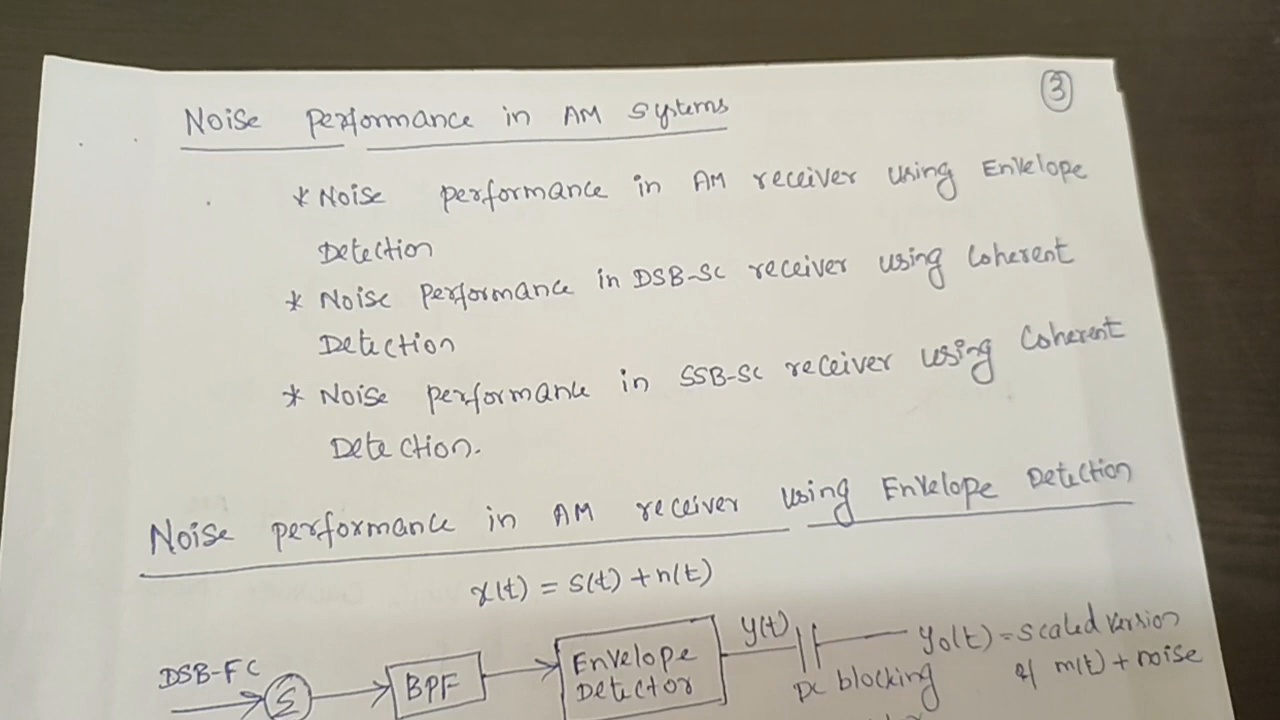 ③
Noise performance in AM systems
* Noise performance in AM receiver using Envelope
Detection
* Noise performance in DSB-SC receiver using Coherent
Detection
* Noise performance in SSB-SC receiver using Coherent
Detection.
Noise performance in AM receiver using Envelope Detection
x(t) = s(t) + n(t)
DSB-FC
Σ
BPF
Envelope
Detector
y(t)
DC blocking
y₀(t) = scaled version
of m(t) + noise